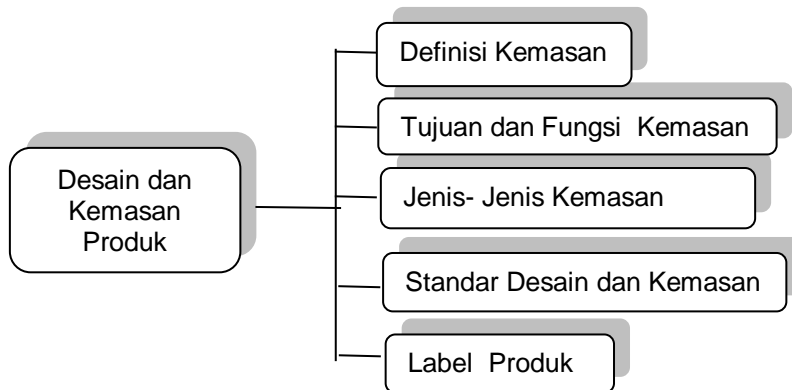 Definisi Kemasan
Tujuan dan Fungsi Kemasan
Desain dan
Kemasan
Produk
Jenis- Jenis Kemasan
Standar Desain dan Kemasan
Label Produk